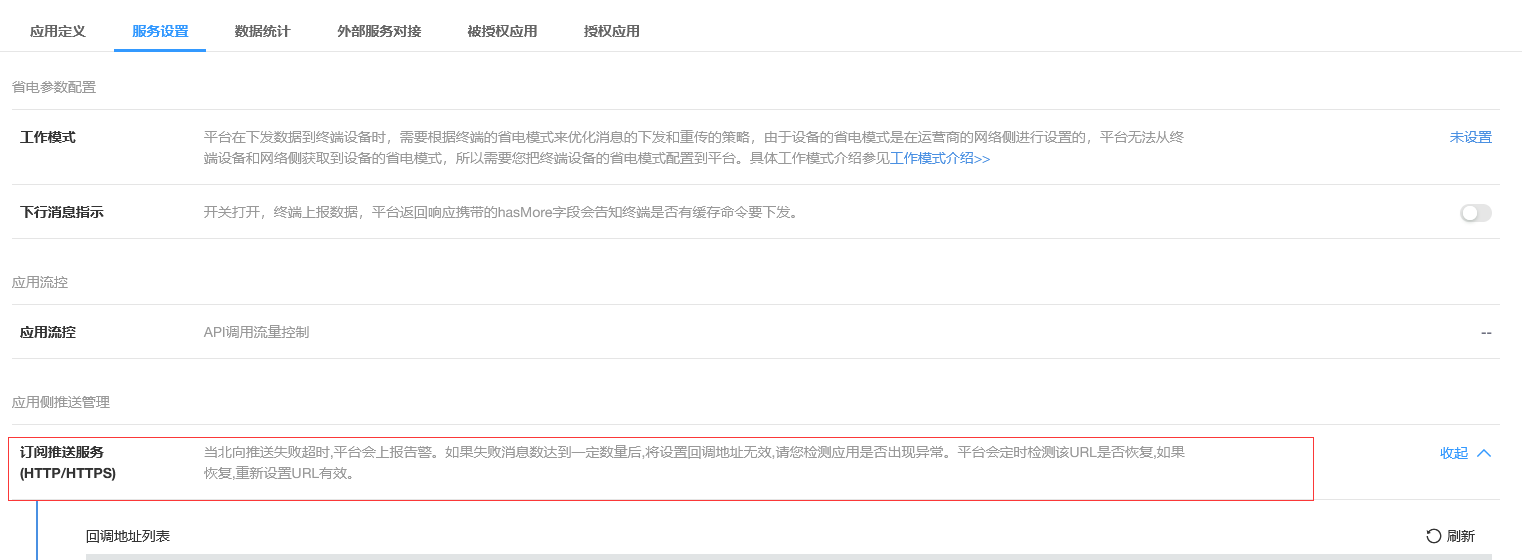 应用定义 服务设置 数据统计 外部服务对接 被授权应用 授权应用
省电参数配置
工作模式 平台在下发数据到终端设备时，需要根据终端的省电模式来优化消息的下发和重传的策略，由于设备的省电模式是在运营商的网络侧进行设置的，平台无法从终 未设置
端设备和网络侧获取到设备的省电模式，所以需要您把终端设备的省电模式配置到平台。具体工作模式介绍参见工作模式介绍>>
下行消息指示 开关打开，终端上报数据，平台返回响应携带的hasMore字段会告知终端是否有缓存命令要下发。
应用流控
应用流控 API调用流量控制 --
应用侧推送管理
订阅推送服务 当北向推送失败超时,平台会上报告警。如果失败消息数达到一定数量后,将设置回调地址无效,请您检测应用是否出现异常。平台会定时检测该URL是否恢复,如果 收起
(HTTP/HTTPS) 恢复,重新设置URL有效。
回调地址列表 刷新